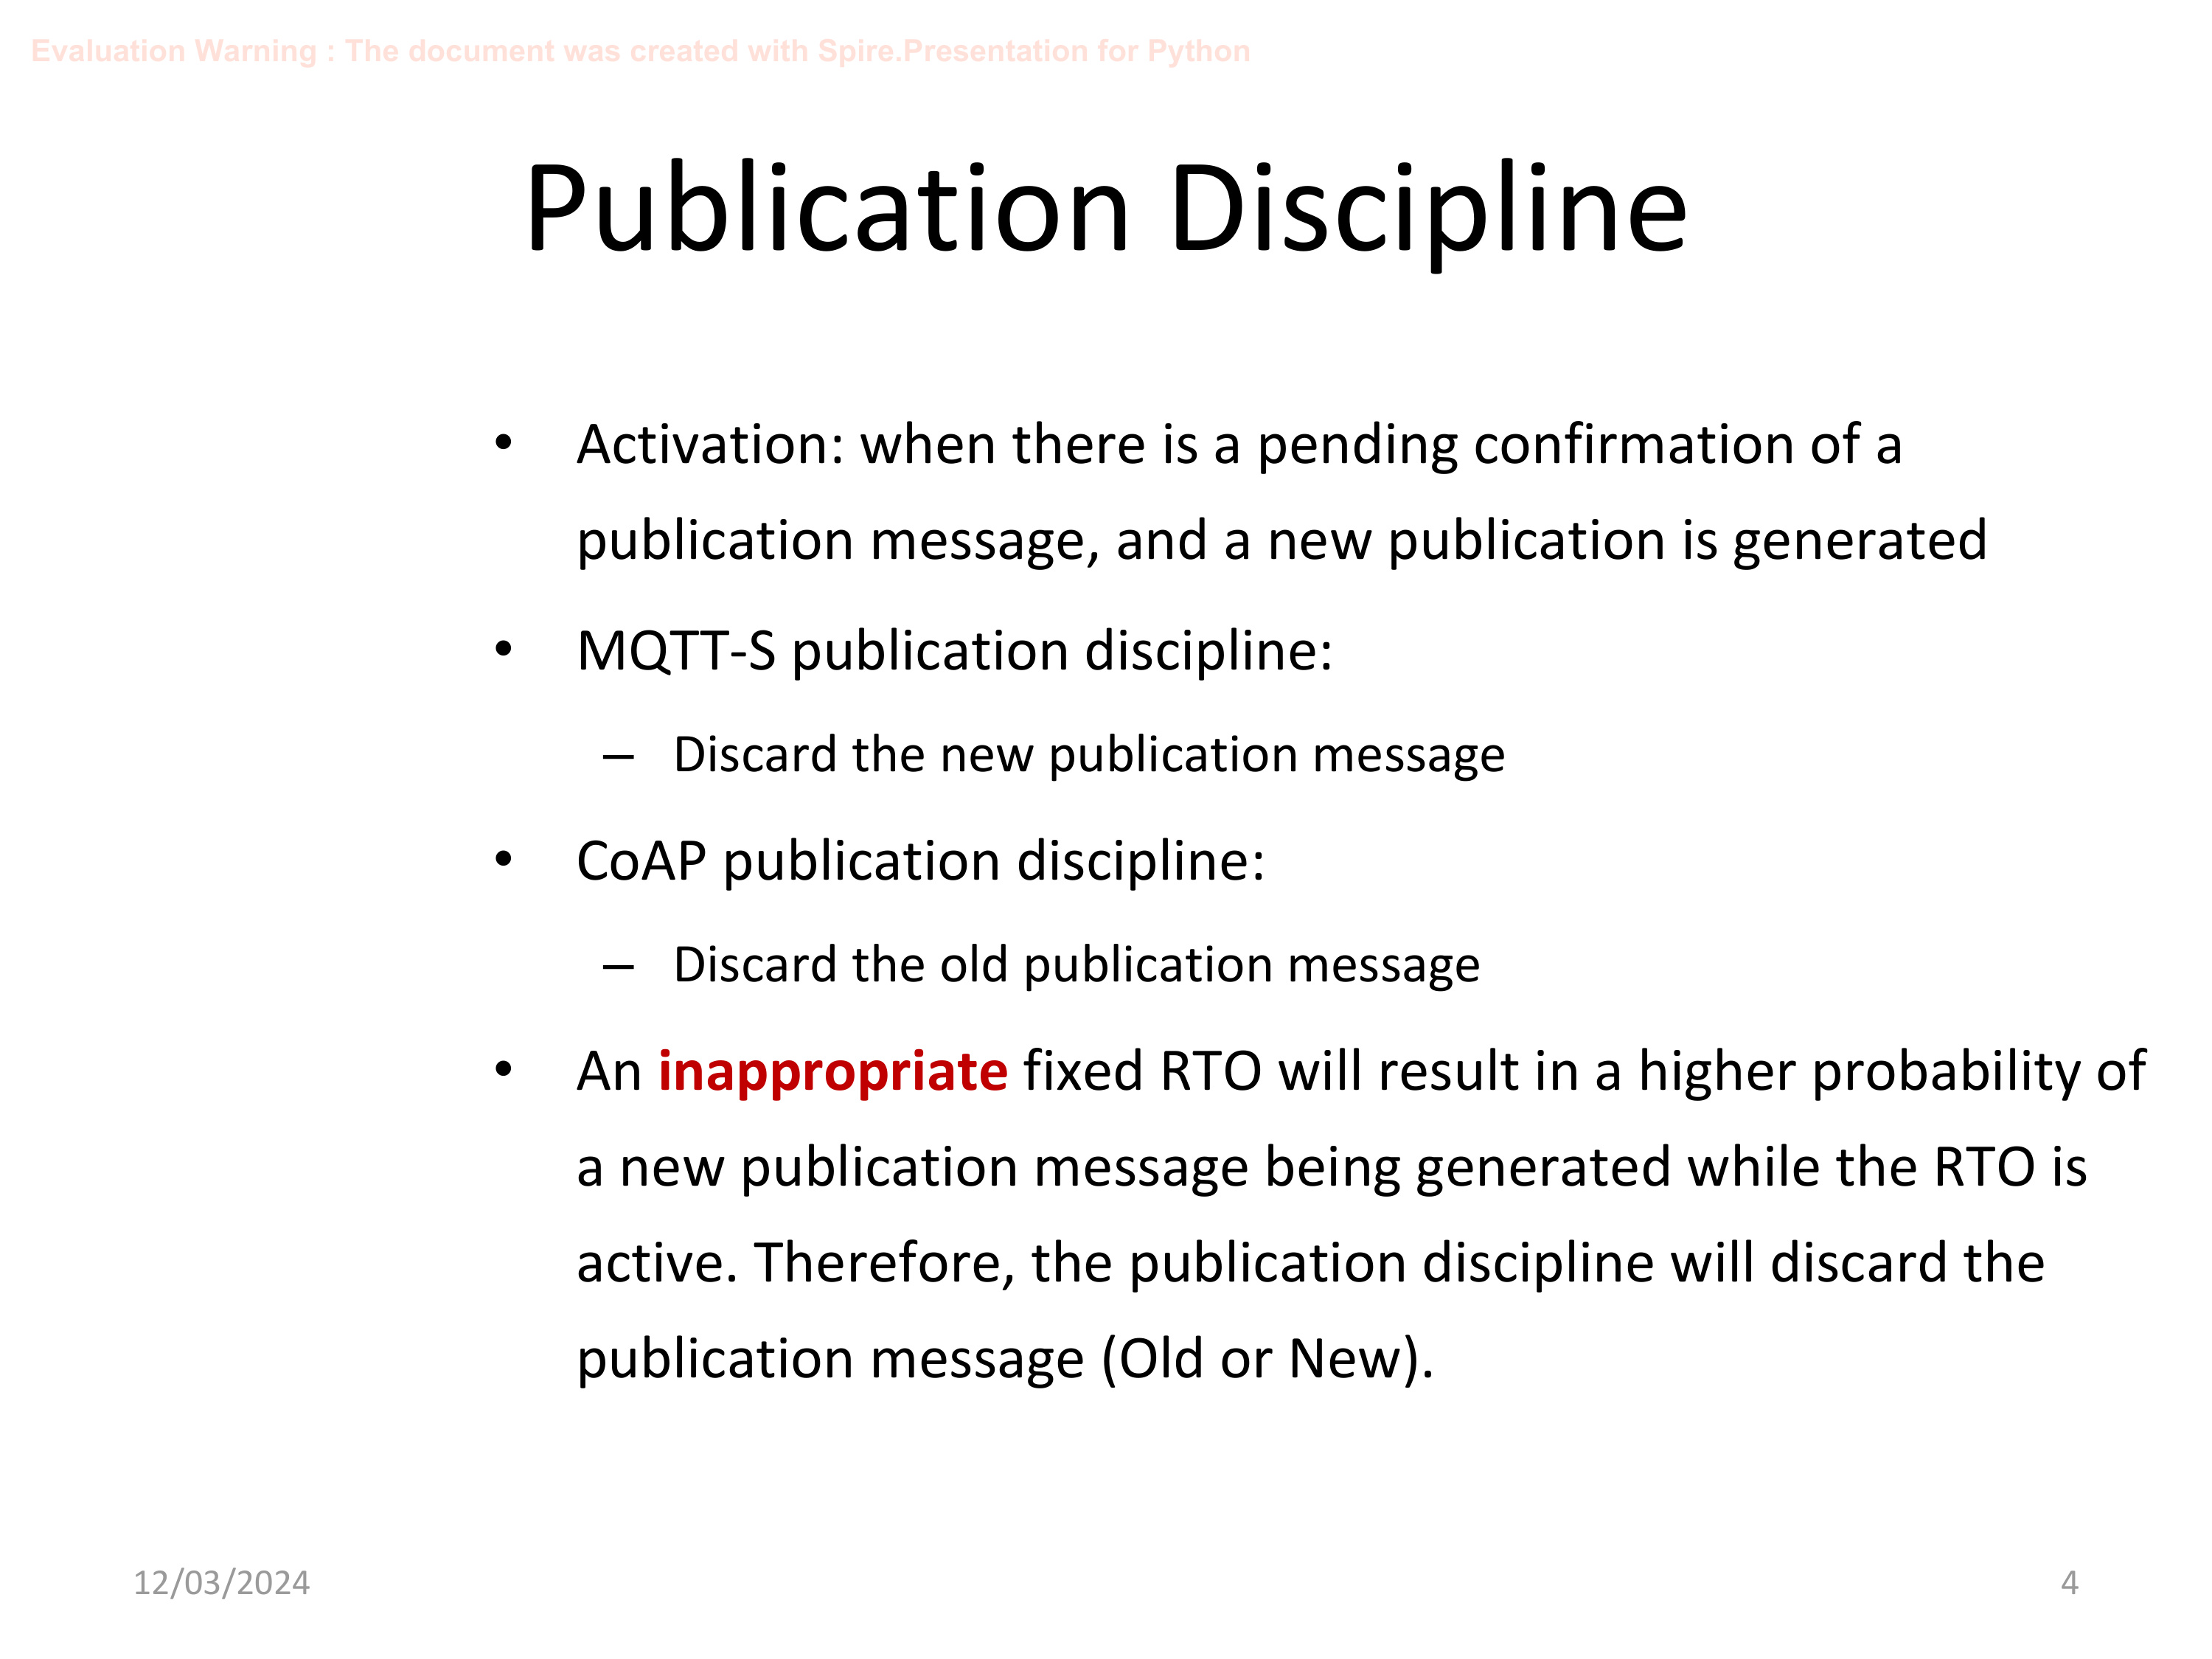 Evaluation Warning : The document was created with Spire.Presentation for Python
Publication Discipline
• Activation: when there is a pending confirmation of a
publication message, and a new publication is generated
• MQTT-S publication discipline:
– Discard the new publication message
• CoAP publication discipline:
– Discard the old publication message
• An inappropriate fixed RTO will result in a higher probability of
a new publication message being generated while the RTO is
active. Therefore, the publication discipline will discard the
publication message (Old or New).
12/03/2024
4